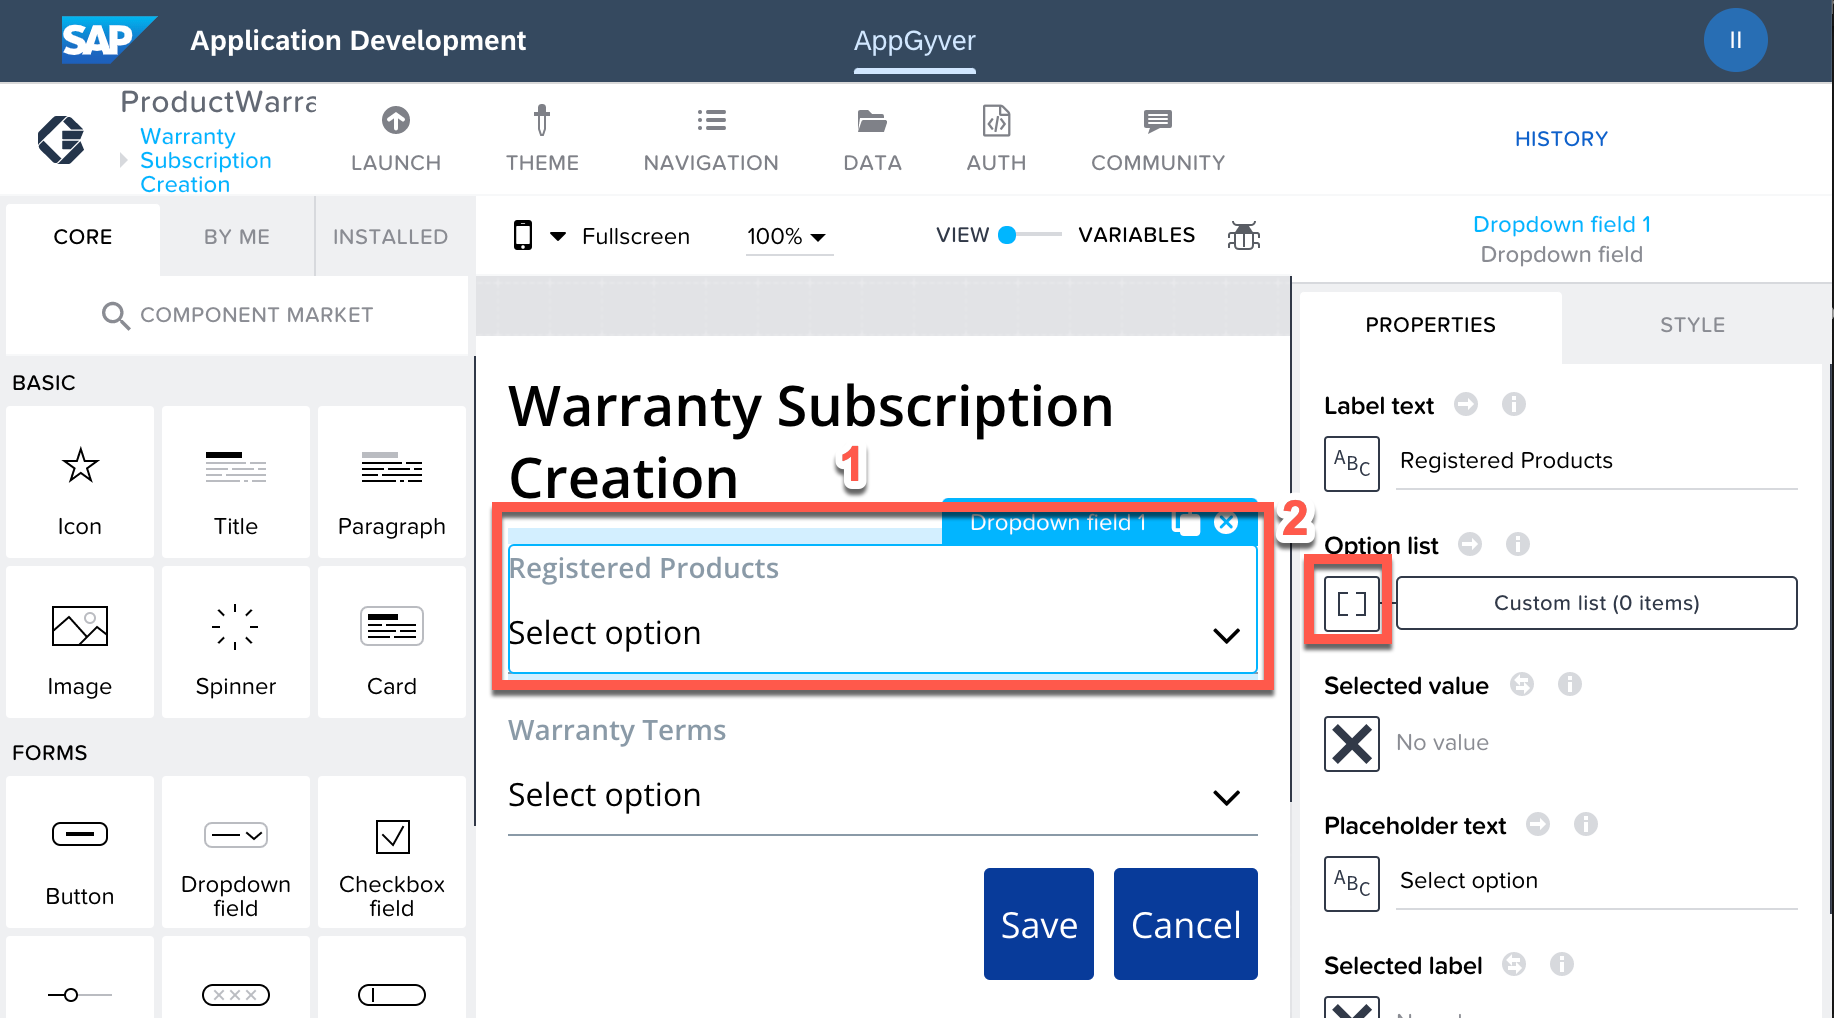 SAP Application Development AppGyver II
ProductWarra
Warranty
Subscription
Creation
LAUNCH THEME NAVIGATION DATA AUTH COMMUNITY HISTORY
CORE BY ME INSTALLED
Fullscreen 100% VIEW VARIABLES
Dropdown field 1
Dropdown field
COMPONENT MARKET
PROPERTIES STYLE
BASIC
Icon Title Paragraph
Image Spinner Card
FORMS
Button Dropdown field Checkbox field
Warranty Subscription
Creation
1
Dropdown field 1
Registered Products
Select option
Warranty Terms
Select option
Save Cancel
2
Label text
ABC Registered Products
Option list
Custom list (0 items)
Selected value
No value
Placeholder text
ABC Select option
Selected label